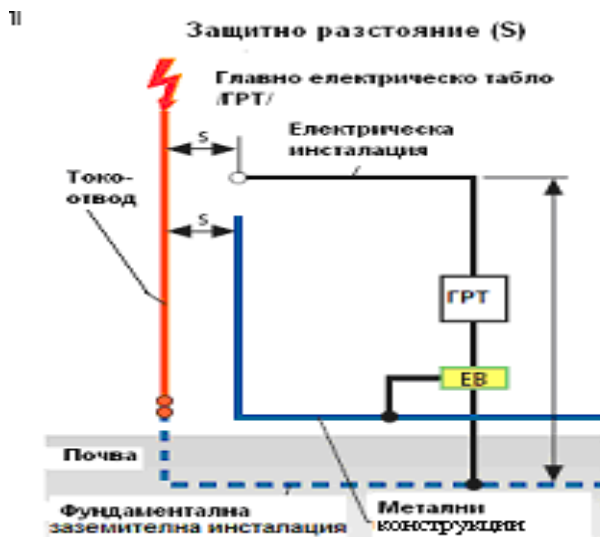 Защитно разстояние (S)
Главно електрическо табло
/ГРТ/
S
Електрическа
инсталация
Токо-
отвод
S
ГРТ
ЕВ
Почва
Фундаментална
заземителна инсталация
Метални
конструкции